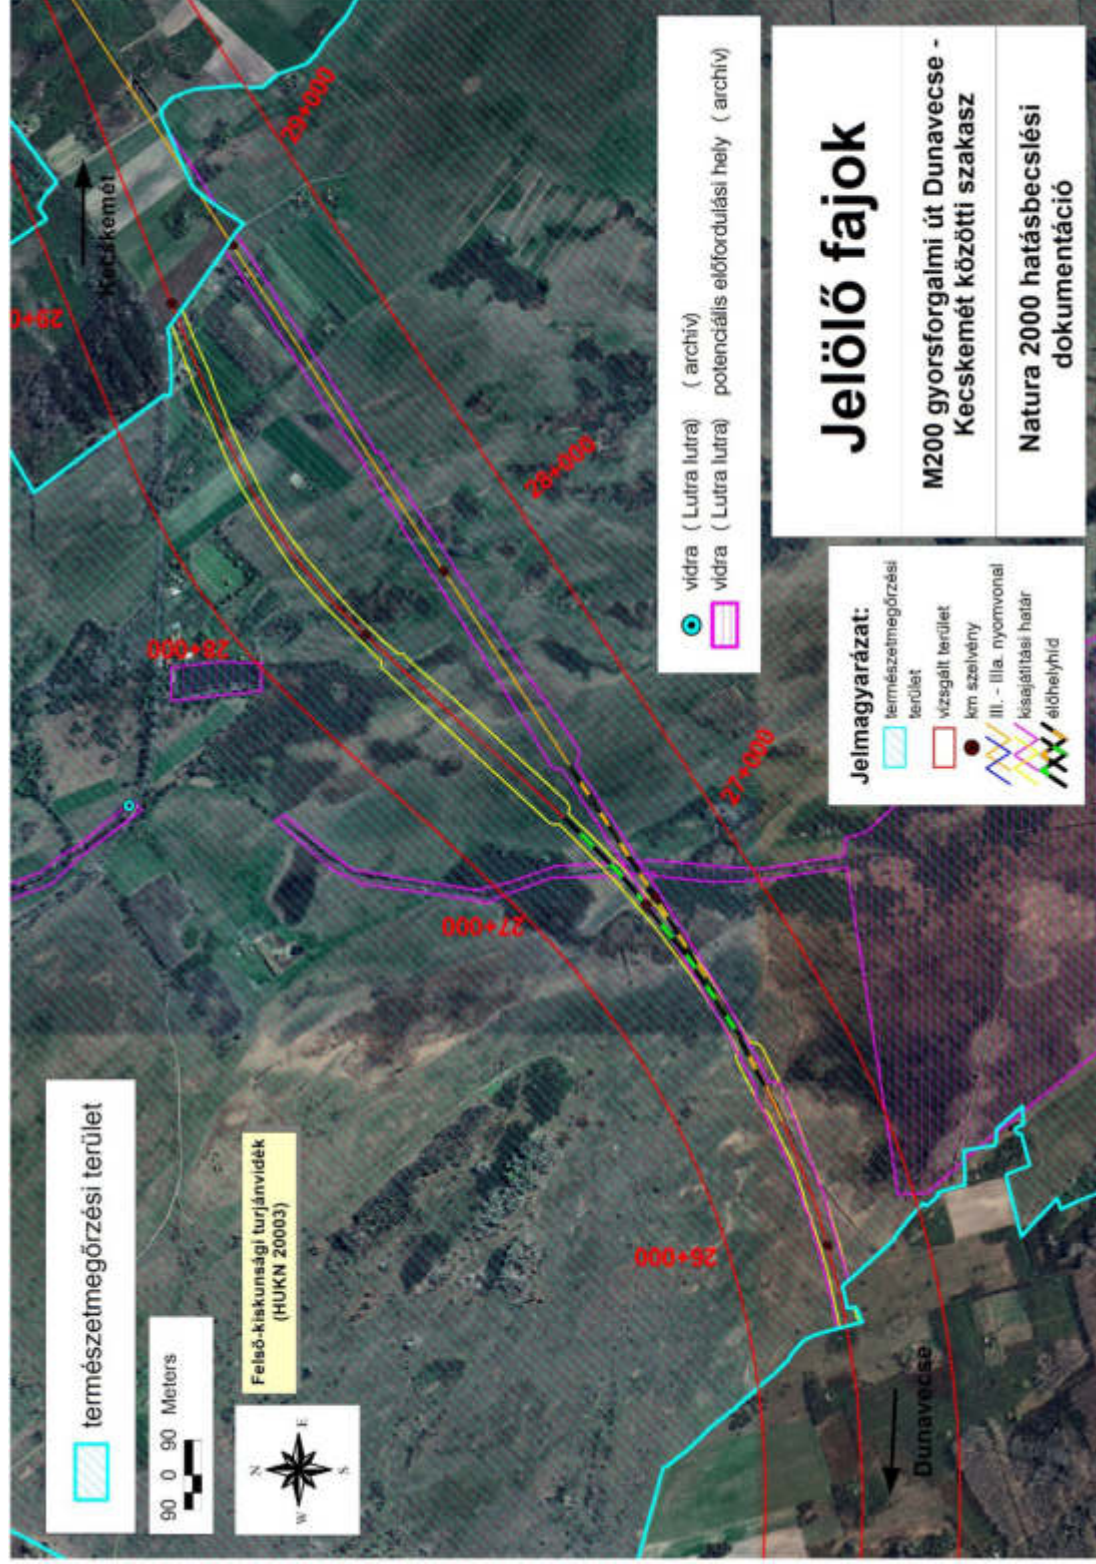 természetmegőrzési terület
90 0 90 Meters
Felső-kiskunsági turjánvidék
(HUKN 20003)
N
W
E
S
Kecskemét
Dunavecse
29+000
28+000
27+000
26+000
29+000
28+000
27+000
vidra ( Lutra lutra) ( archív)
vidra ( Lutra lutra) potenciális előfordulási hely ( archív)
Jelmagyarázat:
természetmegőrzési
terület
vizsgált terület
km szelvény
III. - IIIa. nyomvonal
kisajátítási határ
élőhelyhíd
Jelölő fajok
M200 gyorsforgalmi út Dunavecse -
Kecskemét közötti szakasz
Natura 2000 hatásbecslési
dokumentáció